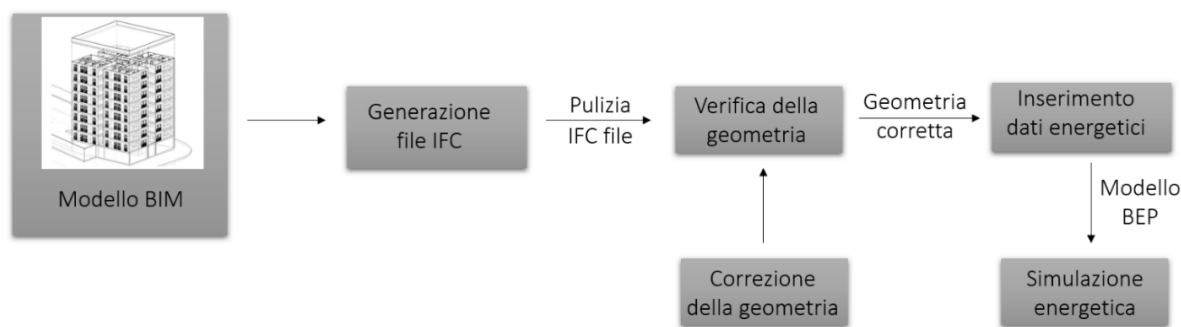 Modello BIM
Generazione
file IFC
Pulizia
IFC file
Verifica della
geometria
Geometria
corretta
Inserimento
dati energetici
Modello
BEP
Correzione
della geometria
Simulazione
energetica